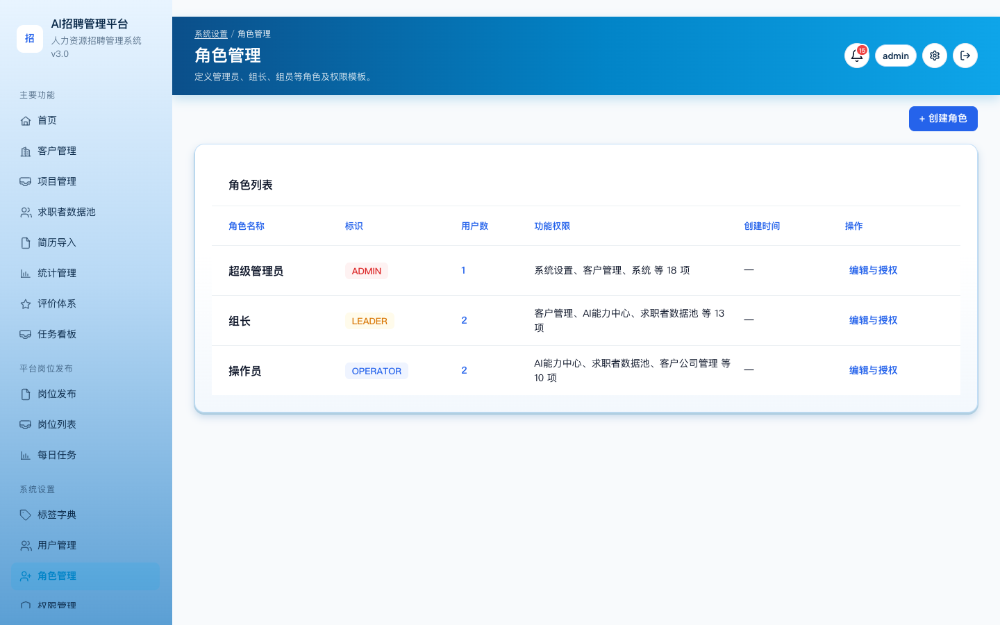 招
AI招聘管理平台
人力资源招聘管理系统
v3.0
主要功能
首页
客户管理
项目管理
求职者数据池
简历导入
统计管理
评价体系
任务看板
平台岗位发布
岗位发布
岗位列表
每日任务
系统设置
标签字典
用户管理
角色管理
权限管理
系统设置 / 角色管理
角色管理
定义管理员、组长、组员等角色及权限模板。
15
admin
+ 创建角色
角色列表
角色名称 标识 用户数 功能权限 创建时间 操作
超级管理员 ADMIN 1 系统设置、客户管理、系统 等 18 项 — 编辑与授权
组长 LEADER 2 客户管理、AI能力中心、求职者数据池 等 13
项 — 编辑与授权
操作员 OPERATOR 2 AI能力中心、求职者数据池、客户公司管理 等
10 项 — 编辑与授权